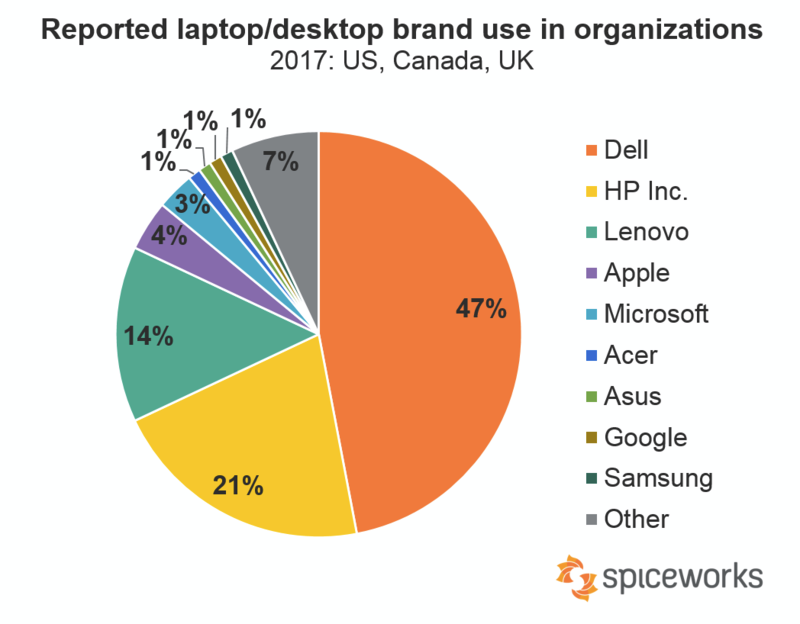 Reported laptop/desktop brand use in organizations
2017: US, Canada, UK
1%
1%
1%
1%
7%
3%
4%
47%
14%
21%
Dell
HP Inc.
Lenovo
Apple
Microsoft
Acer
Asus
Google
Samsung
Other
spiceworks